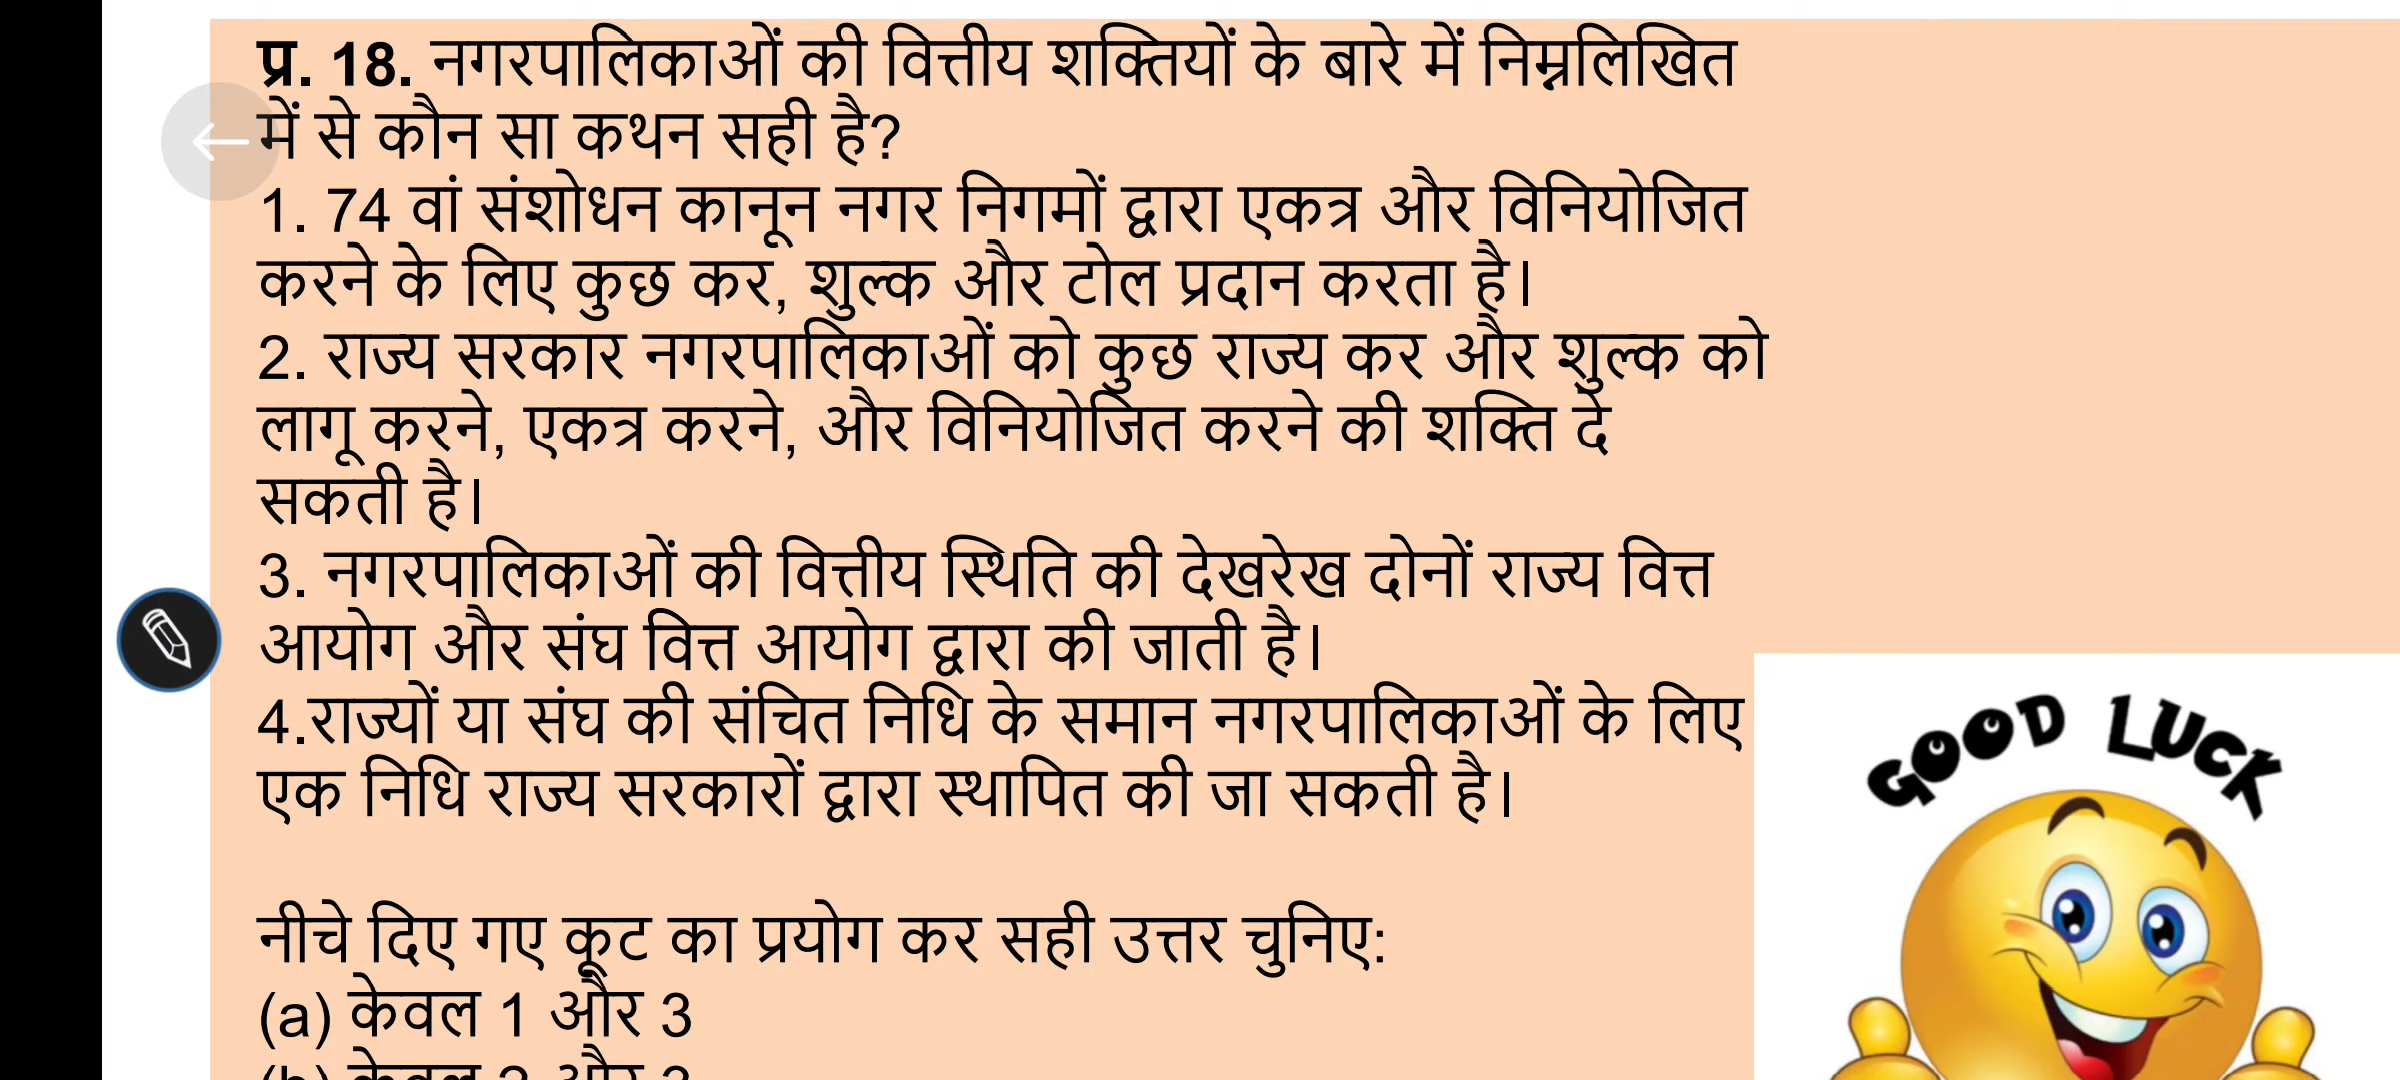 प्र. 18. नगरपालिकाओं की वित्तीय शक्तियों के बारे में निम्नलिखित
में से कौन सा कथन सही है?
1. 74 वां संशोधन कानून नगर निगमों द्वारा एकत्र और विनियोजित
करने के लिए कुछ कर, शुल्क और टोल प्रदान करता है।
2. राज्य सरकार नगरपालिकाओं को कुछ राज्य कर और शुल्क को
लागू करने, एकत्र करने, और विनियोजित करने की शक्ति दे
सकती है।
3. नगरपालिकाओं की वित्तीय स्थिति की देखरेख दोनों राज्य वित्त
आयोग और संघ वित्त आयोग द्वारा की जाती है।
4.राज्यों या संघ की संचित निधि के समान नगरपालिकाओं के लिए
एक निधि राज्य सरकारों द्वारा स्थापित की जा सकती है।
GOOD LUCK
नीचे दिए गए कूट का प्रयोग कर सही उत्तर चुनिए:
(a) केवल 1 और 3